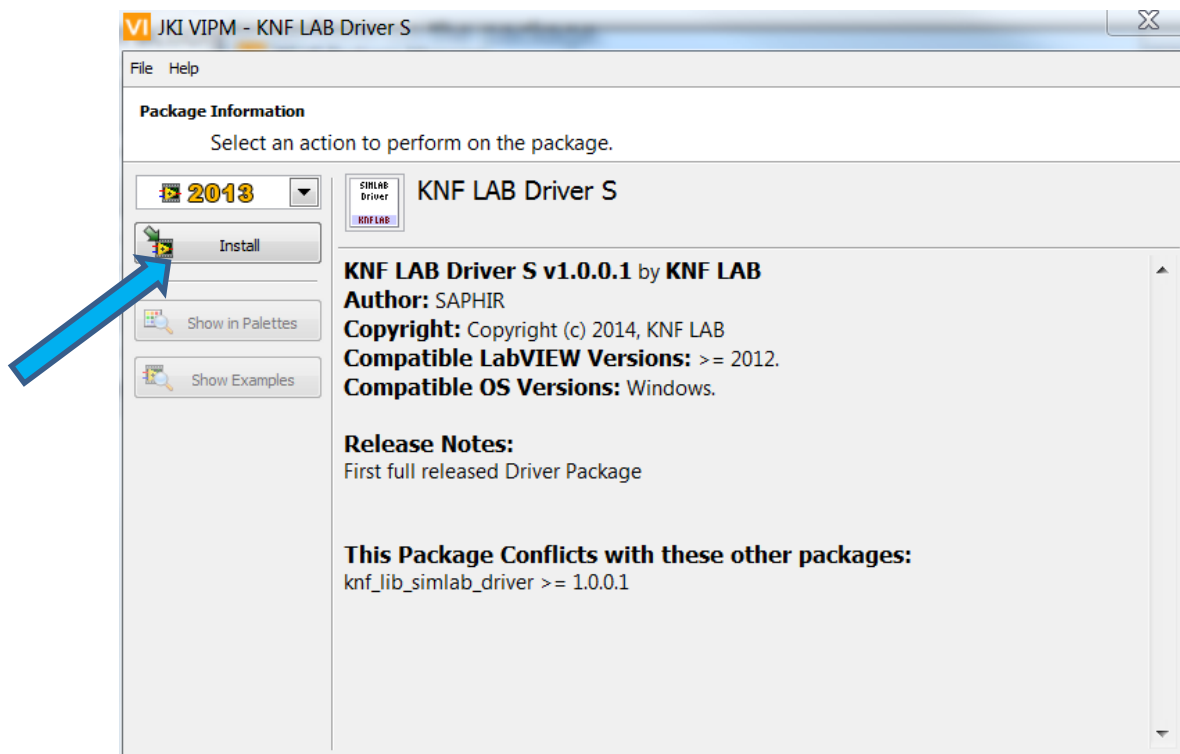 VI JKI VIPM - KNF LAB Driver S
File Help
Package Information
Select an action to perform on the package.
2013
Install
Show in Palettes
Show Examples
SIMLAB
Driver
KNFLAB
KNF LAB Driver S
KNF LAB Driver S v1.0.0.1 by KNF LAB
Author: SAPHIR
Copyright: Copyright (c) 2014, KNF LAB
Compatible LabVIEW Versions: >= 2012.
Compatible OS Versions: Windows.
Release Notes:
First full released Driver Package
This Package Conflicts with these other packages:
knf_lib_simlab_driver >= 1.0.0.1